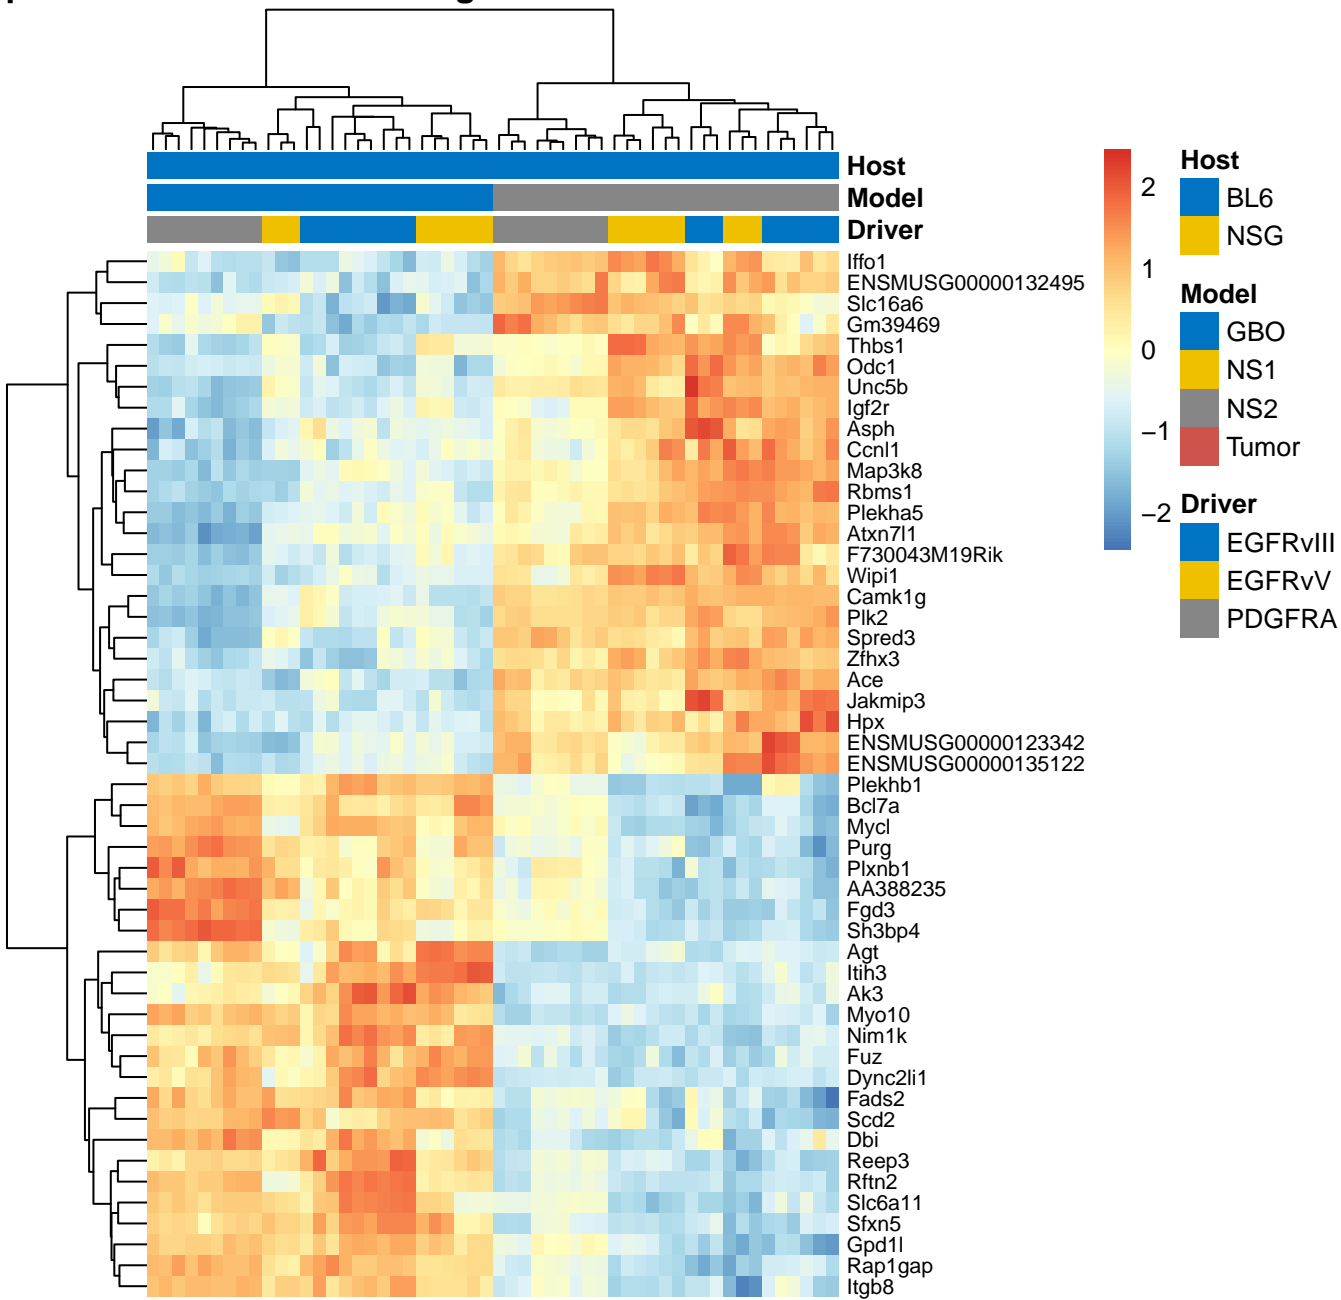 Host
Model
Driver
Iffo1
ENSMUSG00000132495
Slc16a6
Gm39469
Thbs1
Odc1
Unc5b
Igf2r
Asph
Ccnl1
Map3k8
Rbms1
Plekha5
Atxn7l1
F730043M19Rik
Wipi1
Camk1g
Plk2
Spred3
Zfhx3
Ace
Jakmip3
Hpx
ENSMUSG00000123342
ENSMUSG00000135122
Plekhb1
Bcl7a
Mycl
Purg
Plxnb1
AA388235
Fgd3
Sh3bp4
Agt
Itih3
Ak3
Myo10
Nim1k
Fuz
Dync2li1
Fads2
Scd2
Dbi
Reep3
Rftn2
Slc6a11
Sfxn5
Gpd1l
Rap1gap
Itgb8
2
1
0
−1
−2
Host
BL6
NSG
Model
GBO
NS1
NS2
Tumor
Driver
EGFRvIII
EGFRvV
PDGFRA